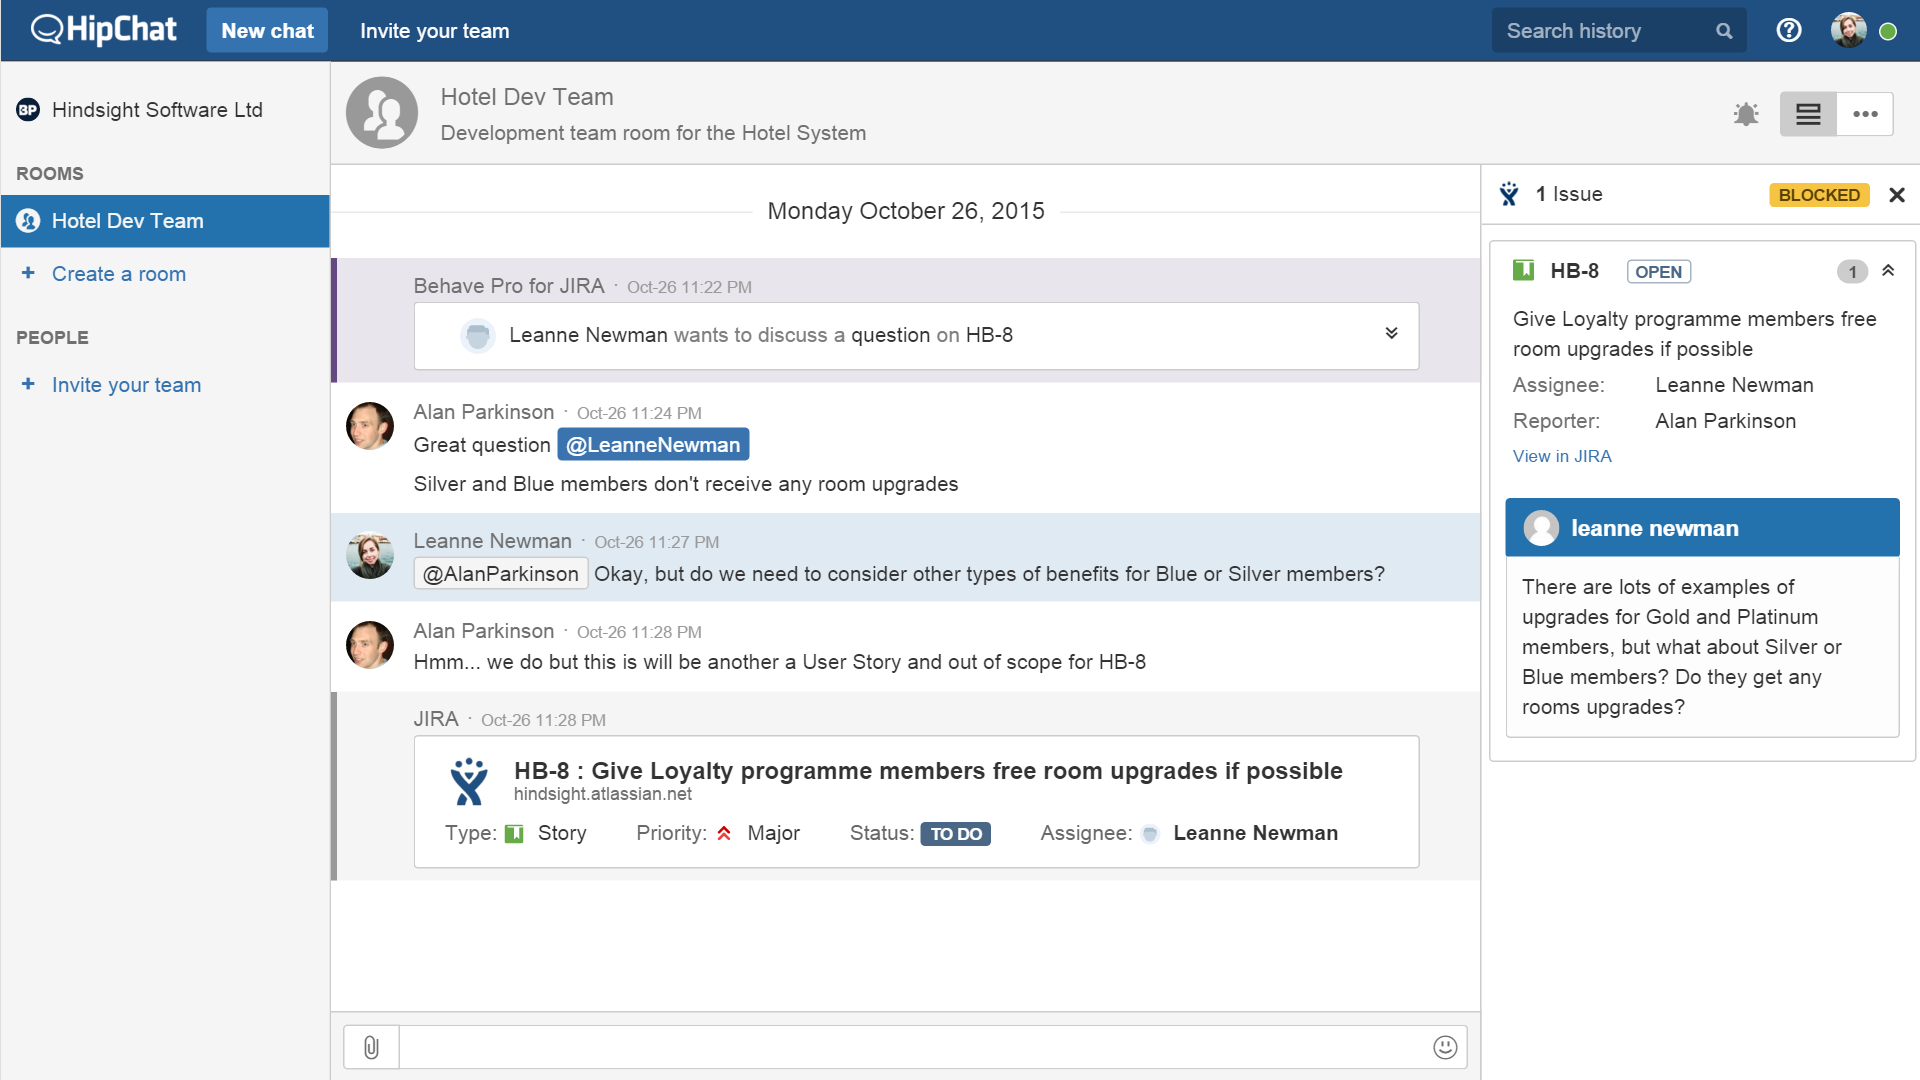 HipChat
New chat
Invite your team
Search history
BP Hindsight Software Ltd
ROOMS
Hotel Dev Team
+ Create a room
PEOPLE
+ Invite your team
Hotel Dev Team
Development team room for the Hotel System
Monday October 26, 2015
Behave Pro for JIRA · Oct-26 11:22 PM
Leanne Newman wants to discuss a question on HB-8
Alan Parkinson · Oct-26 11:24 PM
Great question @LeanneNewman
Silver and Blue members don't receive any room upgrades
Leanne Newman · Oct-26 11:27 PM
@AlanParkinson Okay, but do we need to consider other types of benefits for Blue or Silver members?
Alan Parkinson · Oct-26 11:28 PM
Hmm... we do but this is will be another a User Story and out of scope for HB-8
JIRA · Oct-26 11:28 PM
HB-8 : Give Loyalty programme members free room upgrades if possible
hindsight.atlassian.net
Type: Story Priority: Major Status: TO DO Assignee: Leanne Newman
1 Issue BLOCKED
HB-8 OPEN 1
Give Loyalty programme members free
room upgrades if possible
Assignee: Leanne Newman
Reporter: Alan Parkinson
View in JIRA
leanne newman
There are lots of examples of
upgrades for Gold and Platinum
members, but what about Silver or
Blue members? Do they get any
rooms upgrades?